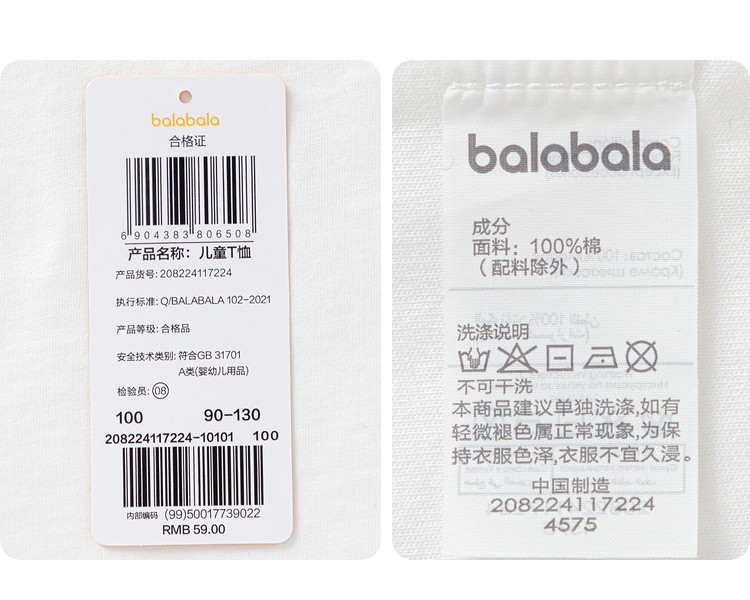 balabala
合格证
6 904383 806508
产品名称：儿童T恤
产品货号: 208224117224
执行标准: Q/BALABALA 102-2021
产品等级: 合格品
安全技术类别: 符合GB 31701
A类(婴幼儿用品)
检验员: 08
100 90-130
208224117224-10101 100
内部编码 (99)50017739022
RMB 59.00
balabala
成分
面料：100%棉
（配料除外）
洗涤说明
不可干洗
本商品建议单独洗涤,如有
轻微褪色属正常现象,为保
持衣服色泽,衣服不宜久浸。
中国制造
208224117224
4575